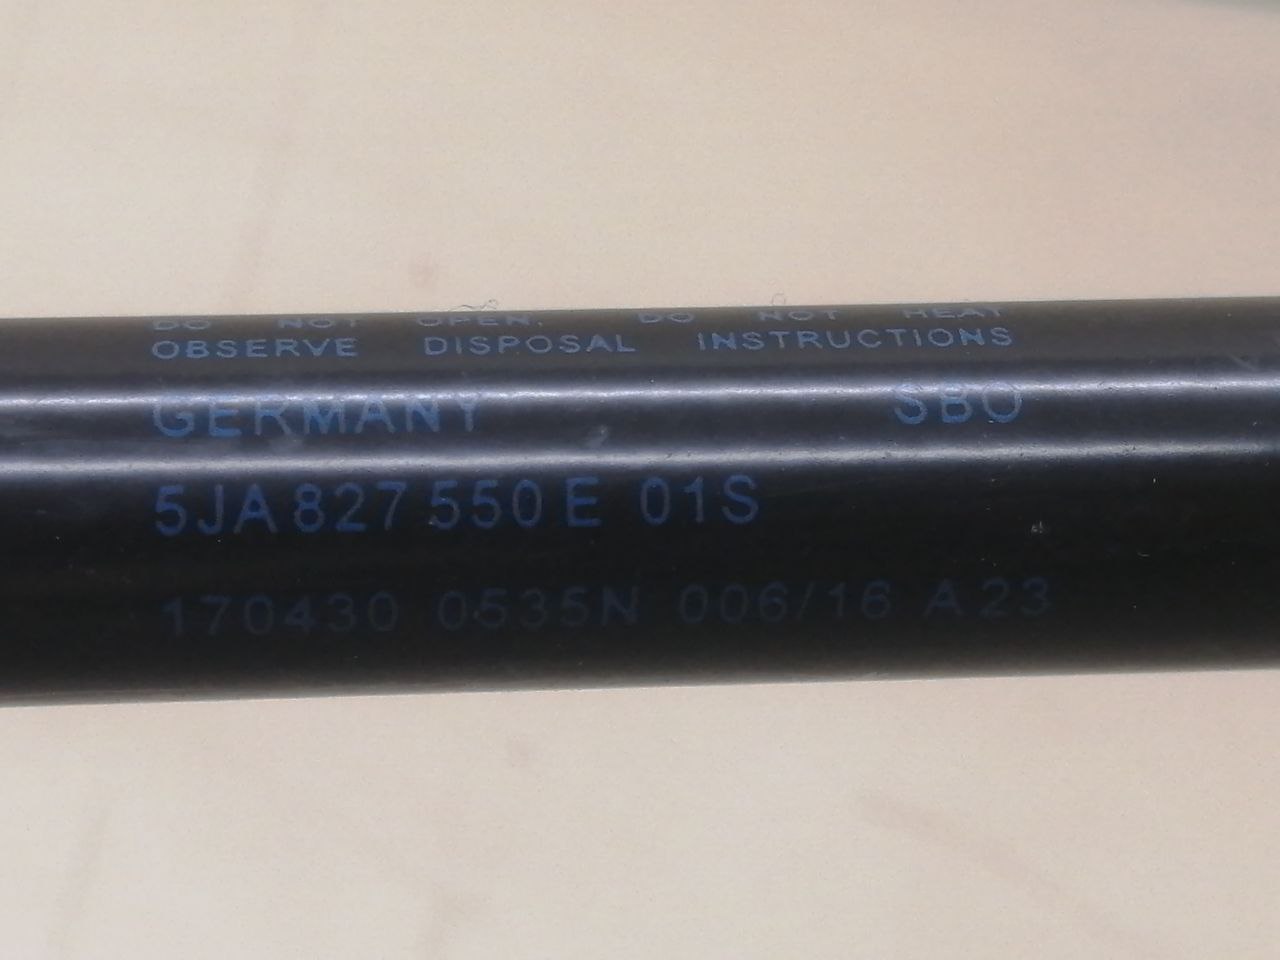 DO NOT OPEN. DO NOT HEAT
OBSERVE DISPOSAL INSTRUCTIONS
GERMANY SBO
5JA 827 550 E 01S
170430 0535N 006/16 A 23